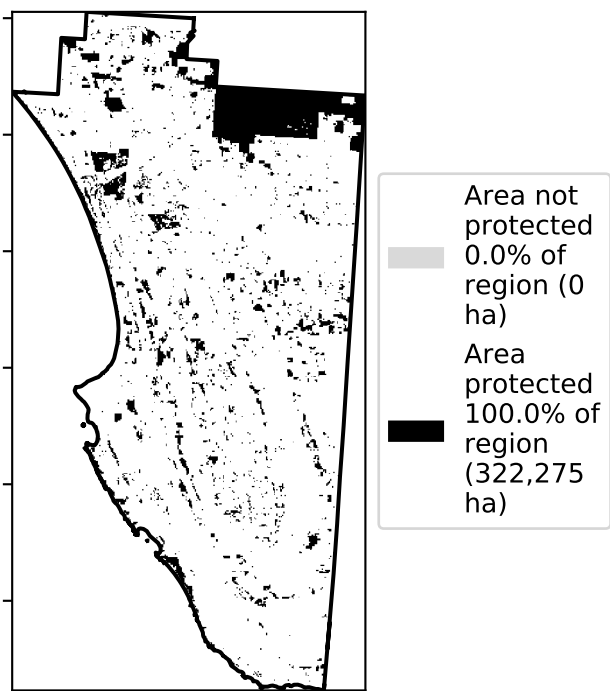 Area not
protected
0.0% of
region (0
ha)
Area
protected
100.0% of
region
(322,275
ha)